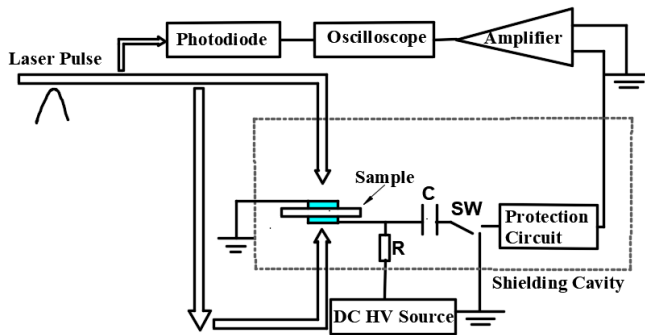 Laser Pulse
Photodiode
Oscilloscope
Amplifier
Sample
C
SW
R
Protection
Circuit
Shielding Cavity
DC HV Source